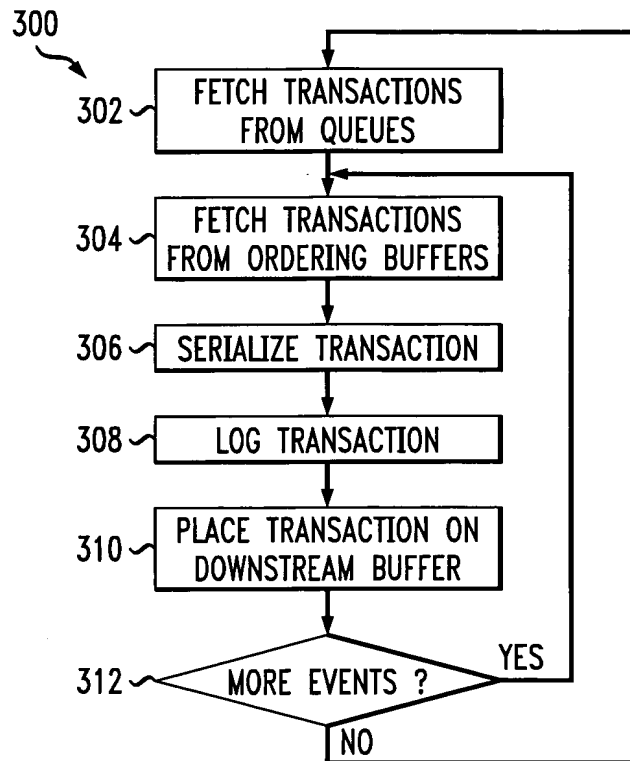 300
302
FETCH TRANSACTIONS
FROM QUEUES
304
FETCH TRANSACTIONS
FROM ORDERING BUFFERS
306
SERIALIZE TRANSACTION
308
LOG TRANSACTION
310
PLACE TRANSACTION ON
DOWNSTREAM BUFFER
312
MORE EVENTS ?
YES
NO